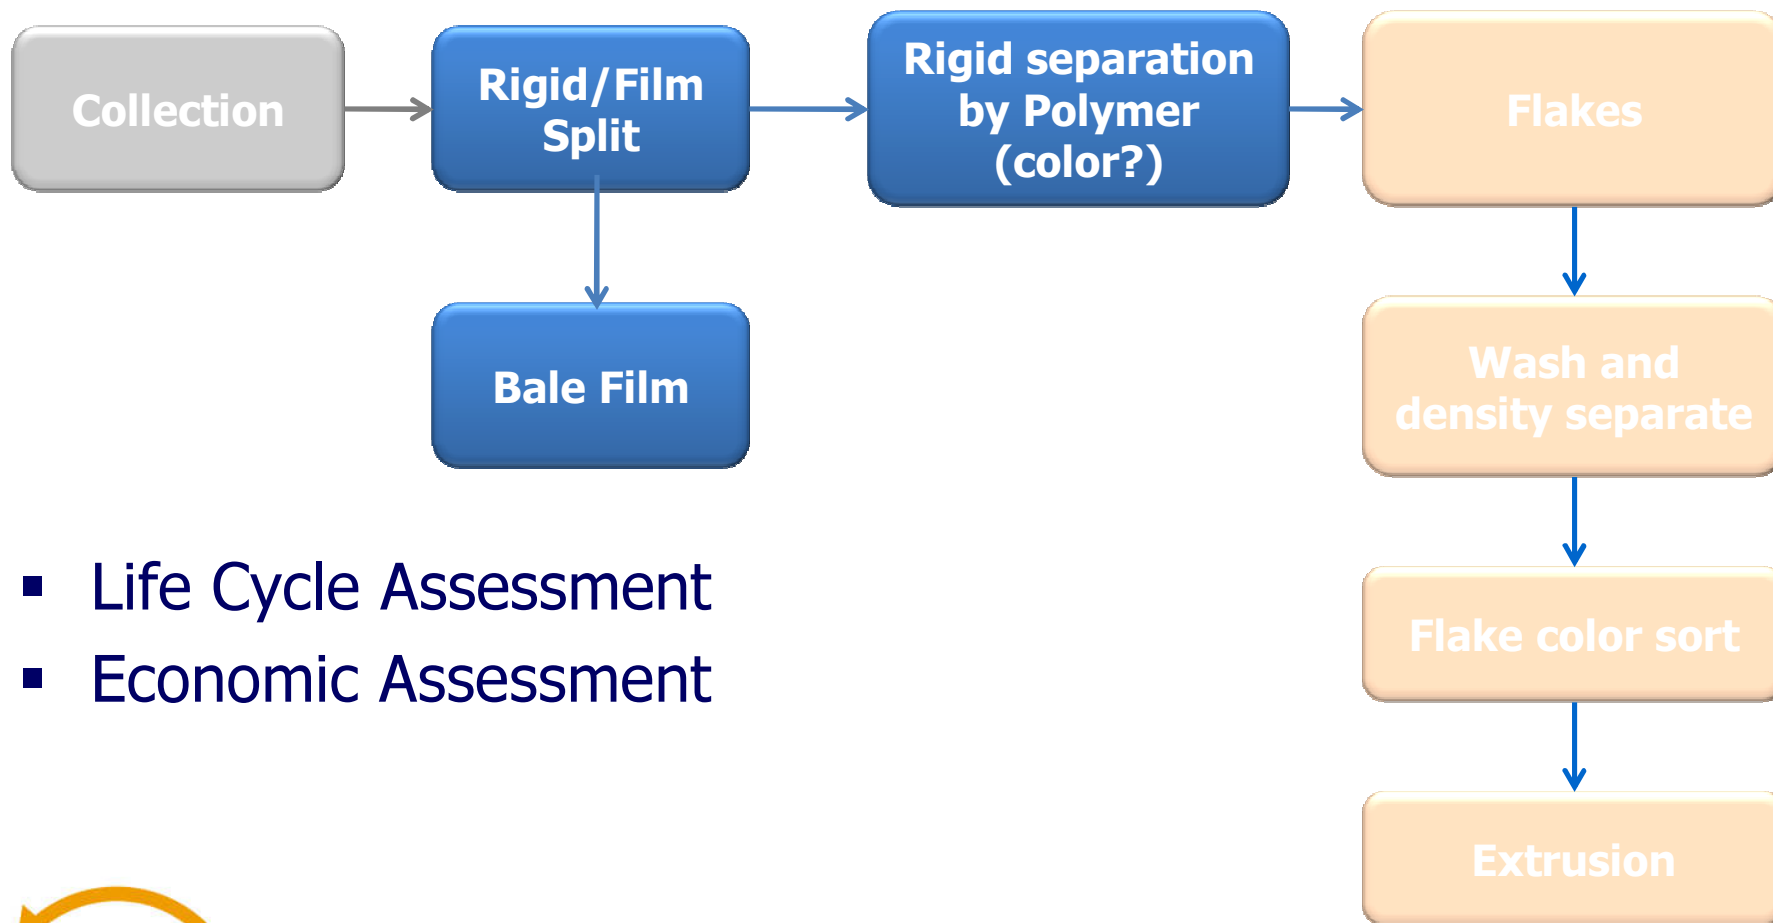 Collection
Rigid/Film
Split
Rigid separation
by Polymer
(color?)
Flakes
Bale Film
Wash and
density separate
Flake color sort
Extrusion
▪ Life Cycle Assessment
▪ Economic Assessment